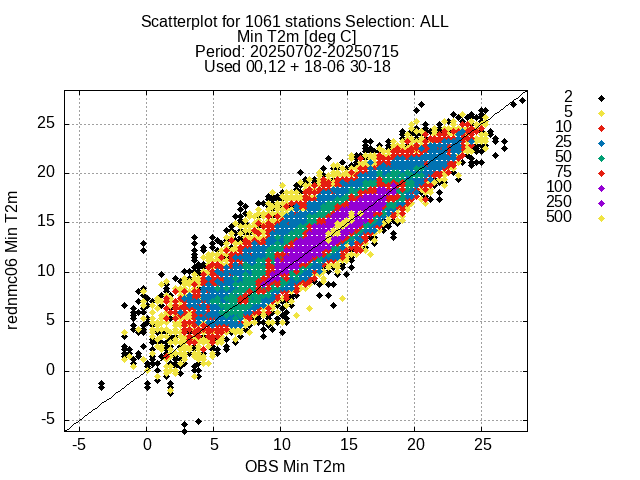 Scatterplot for 1061 stations Selection: ALL
Min T2m [deg C]
Period: 20250702-20250715
Used 00,12 + 18-06 30-18
2
5
10
25
50
75
100
250
500
rednmc06 Min T2m
25
20
15
10
5
0
-5
-5 0 5 10 15 20 25
OBS Min T2m